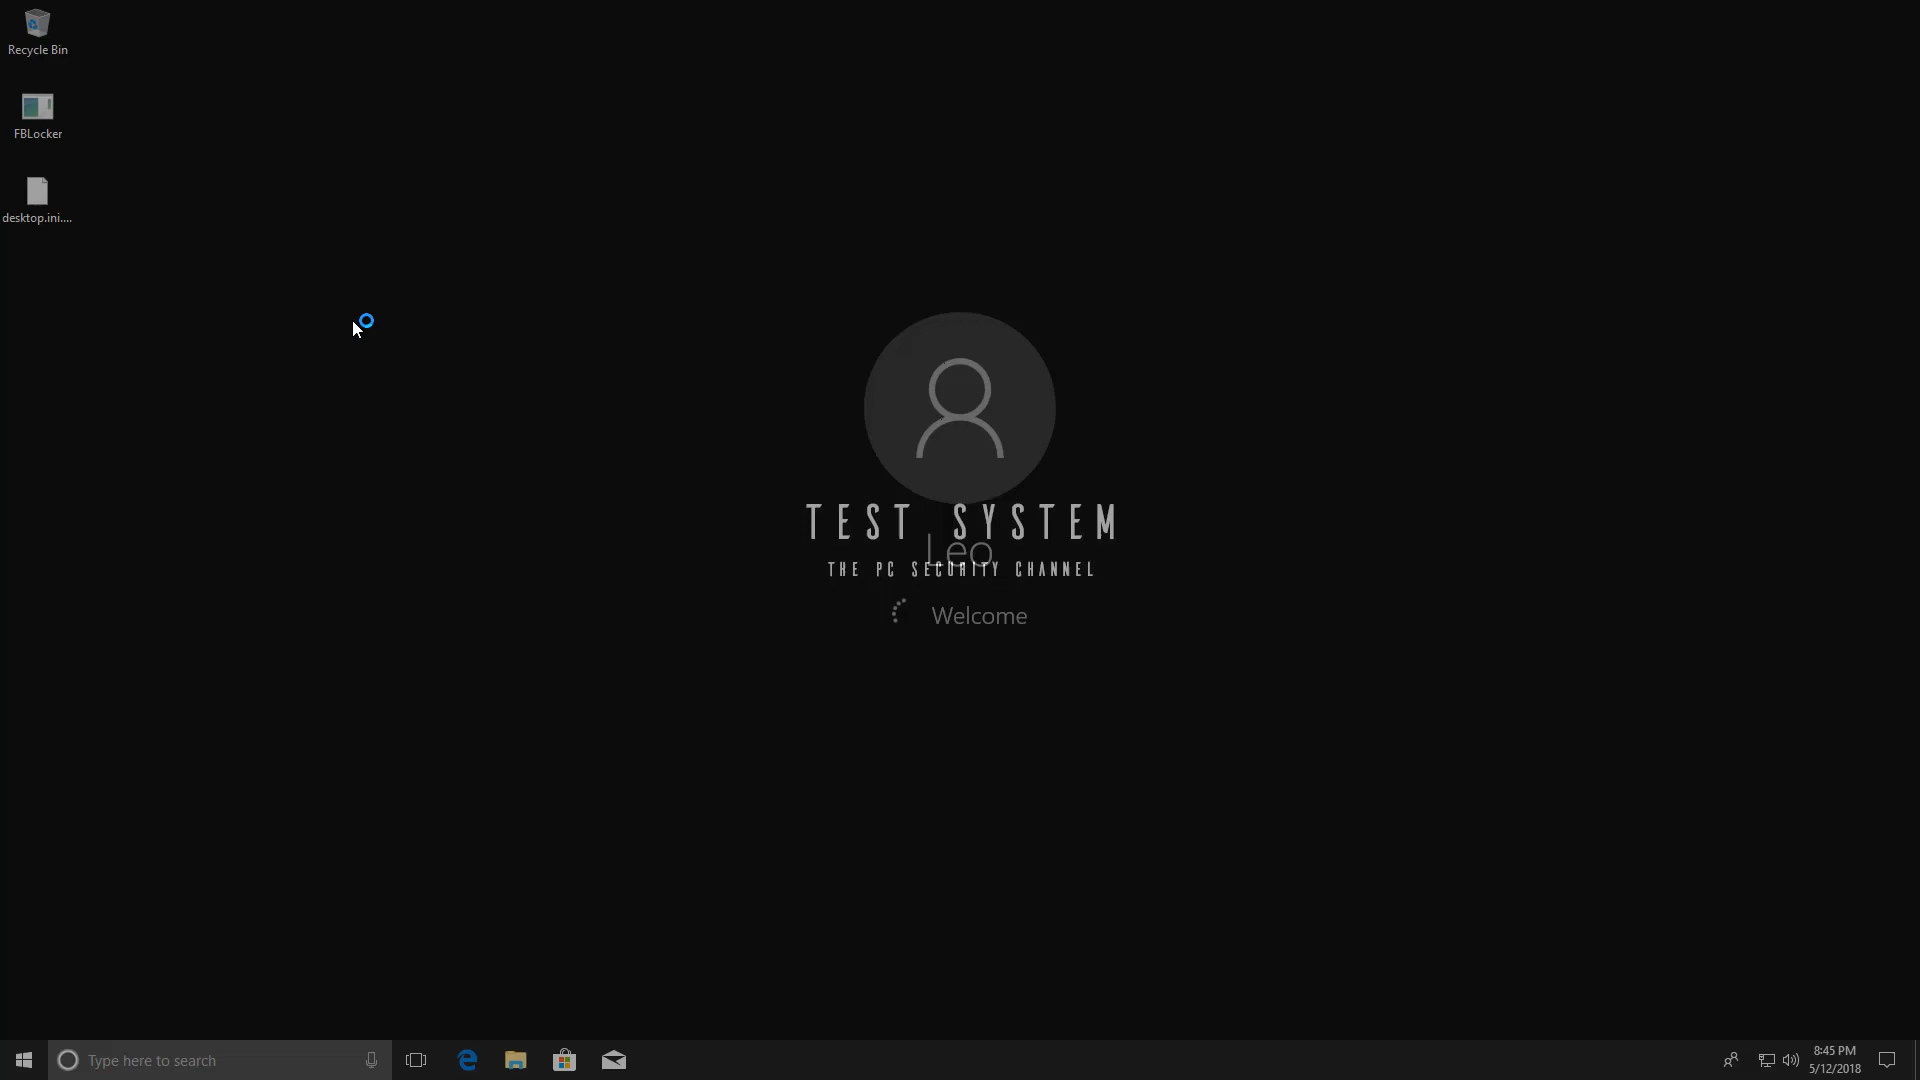 Recycle Bin
FBLocker
desktop.ini....
TEST SYSTEM
Leo
THE PC SECURITY CHANNEL
Welcome
Type here to search
8:45 PM
5/12/2018